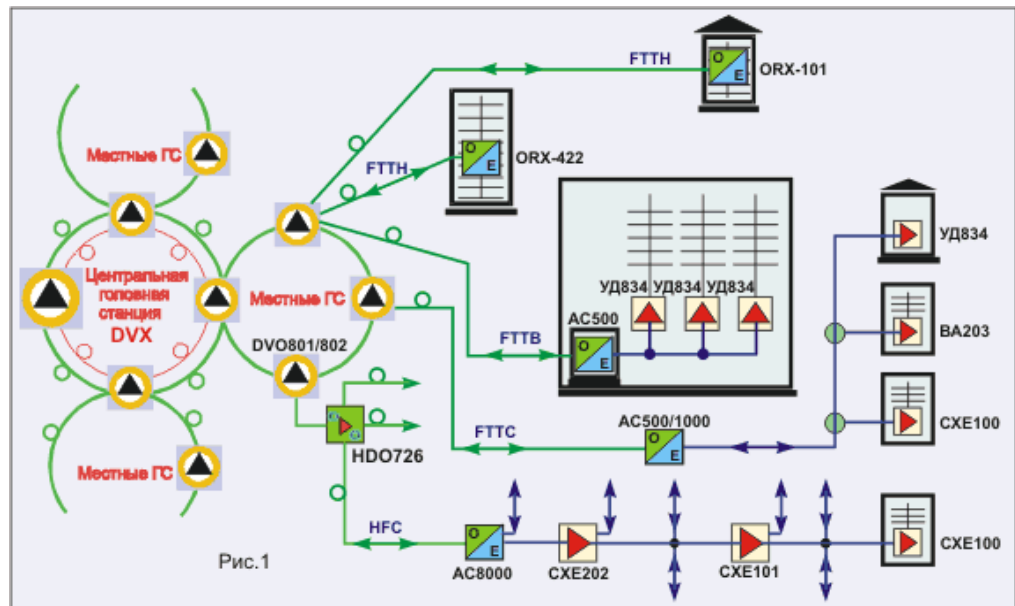 FTTH
ORX-101
Местные ГС
ORX-422
FTTH
УД834
Центральная
головная
станция
DVX
Местные ГС
УД834 УД834 УД834
AC500
DVO801/802
FTTB
BA203
HDO726
FTTC
AC500/1000
CXE100
Местные ГС
HFC
AC8000
CXE202
CXE101
CXE100
Рис.1
O
E
O
E
O
E
O
E
O
E